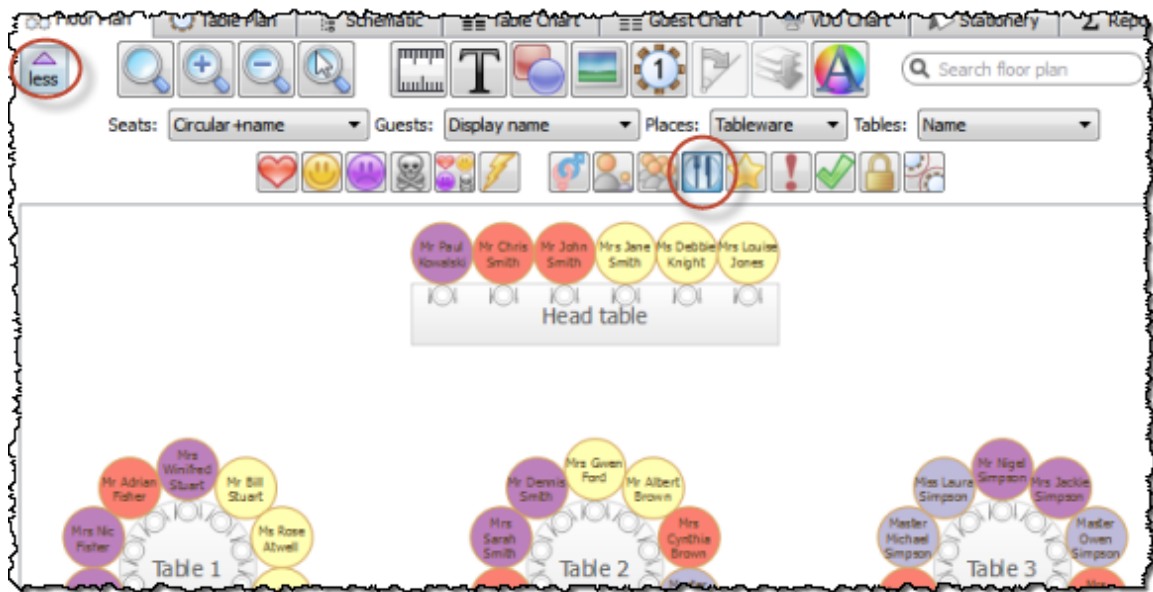 Floor Plan Table Plan Schematic Table Chart Guest Chart VDU Chart Stationery Repo
less
T
1
A
Search floor plan
Seats: Circular +name Guests: Display name Places: Tableware Tables: Name
Mr Paul Kowalski
Mr Chris Smith
Mr John Smith
Mrs Jane Smith
Ms Debbie Knight
Mrs Louise Jones
Head table
Mrs Winifred Stuart
Mr Adrian Fisher
Mr Bill Stuart
Mrs Nic Fisher
Ms Rose Atwell
Table 1
Mrs Gwen Ford
Mr Dennis Smith
Mr Albert Brown
Mrs Sarah Smith
Mrs Cynthia Brown
Master
Table 2
Mr Nigel Simpson
Miss Laura Simpson
Mrs Jackie Simpson
Master Michael Simpson
Master Owen Simpson
Mrs
Table 3